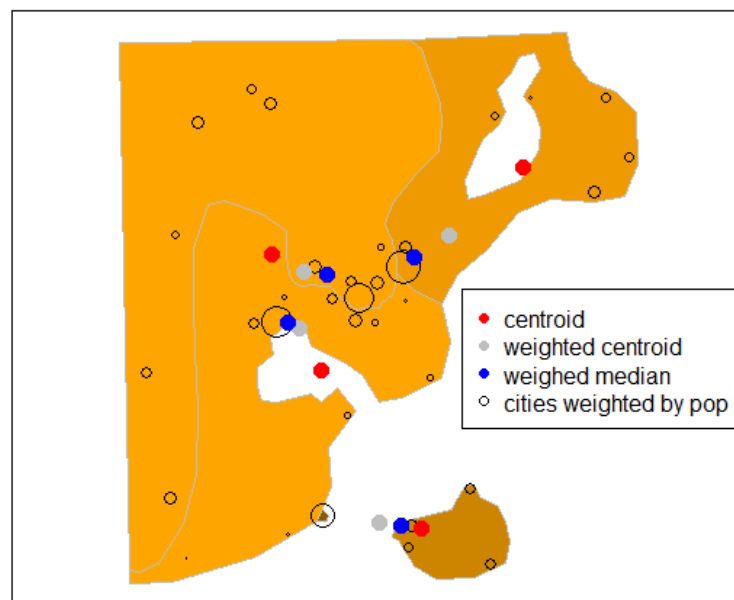 centroid
weighted centroid
weighed median
cities weighted by pop